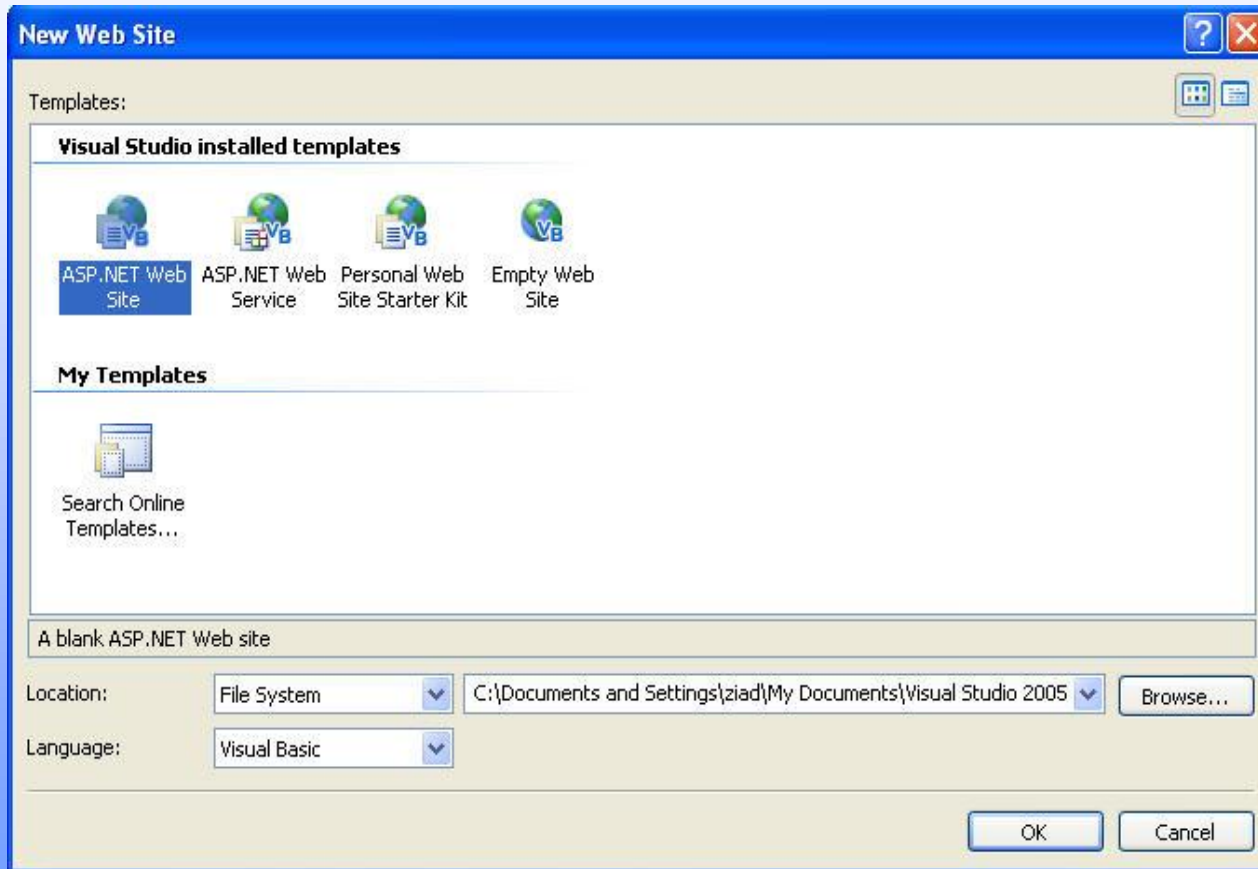 New Web Site
Templates:
Visual Studio installed templates
ASP.NET Web Site
ASP.NET Web Service
Personal Web Site Starter Kit
Empty Web Site
My Templates
Search Online Templates...
A blank ASP.NET Web site
Location: File System C:\Documents and Settings\ziad\My Documents\Visual Studio 2005 Browse...
Language: Visual Basic
OK Cancel